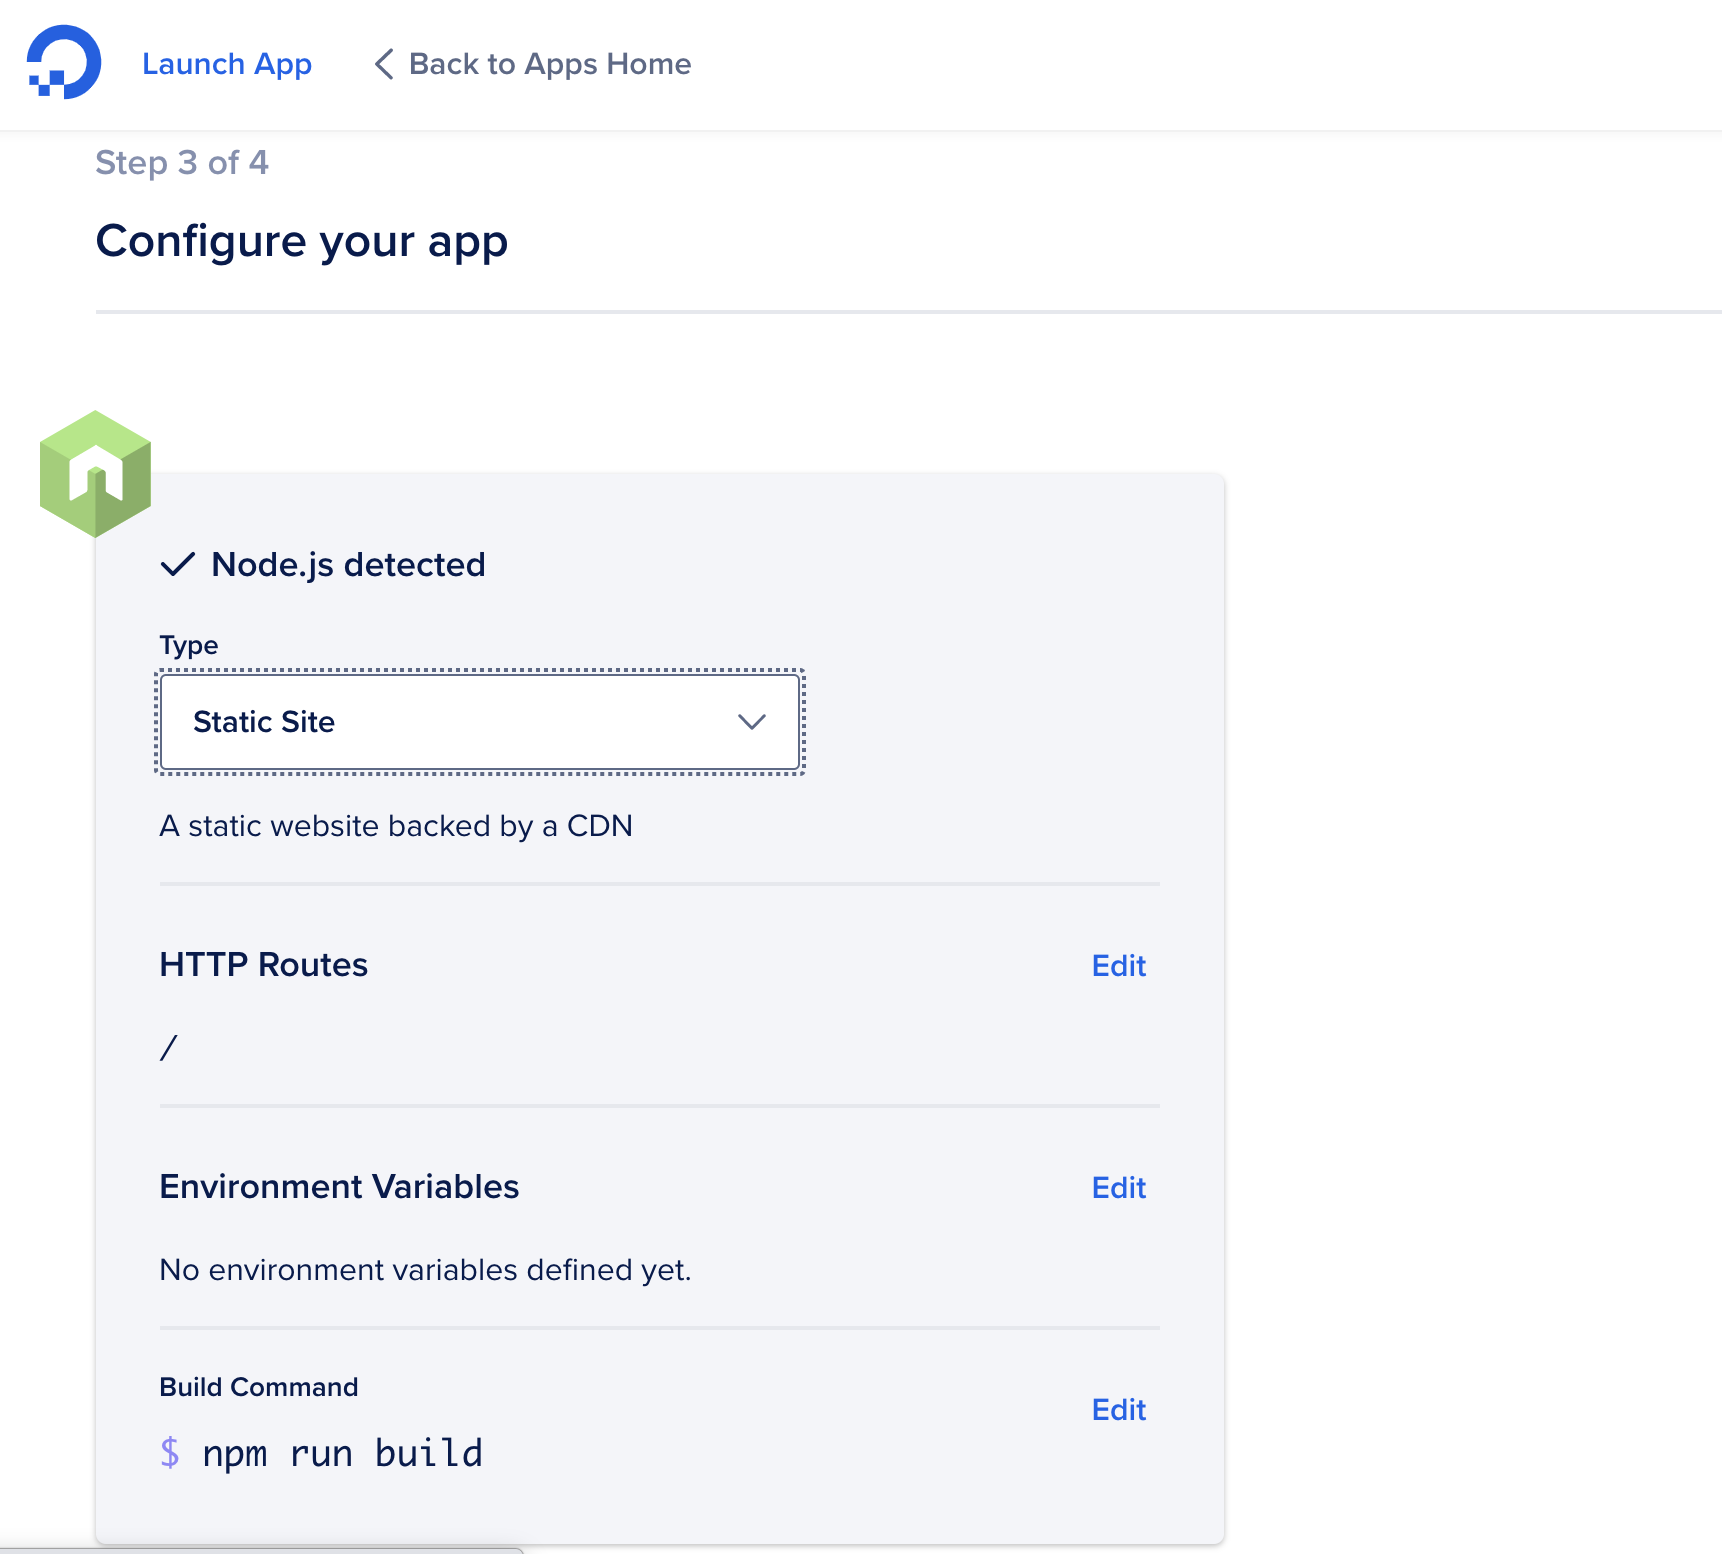 Launch App
Back to Apps Home
Step 3 of 4
Configure your app
Node.js detected
Type
Static Site
A static website backed by a CDN
HTTP Routes
Edit
/
Environment Variables
Edit
No environment variables defined yet.
Build Command
Edit
$ npm run build